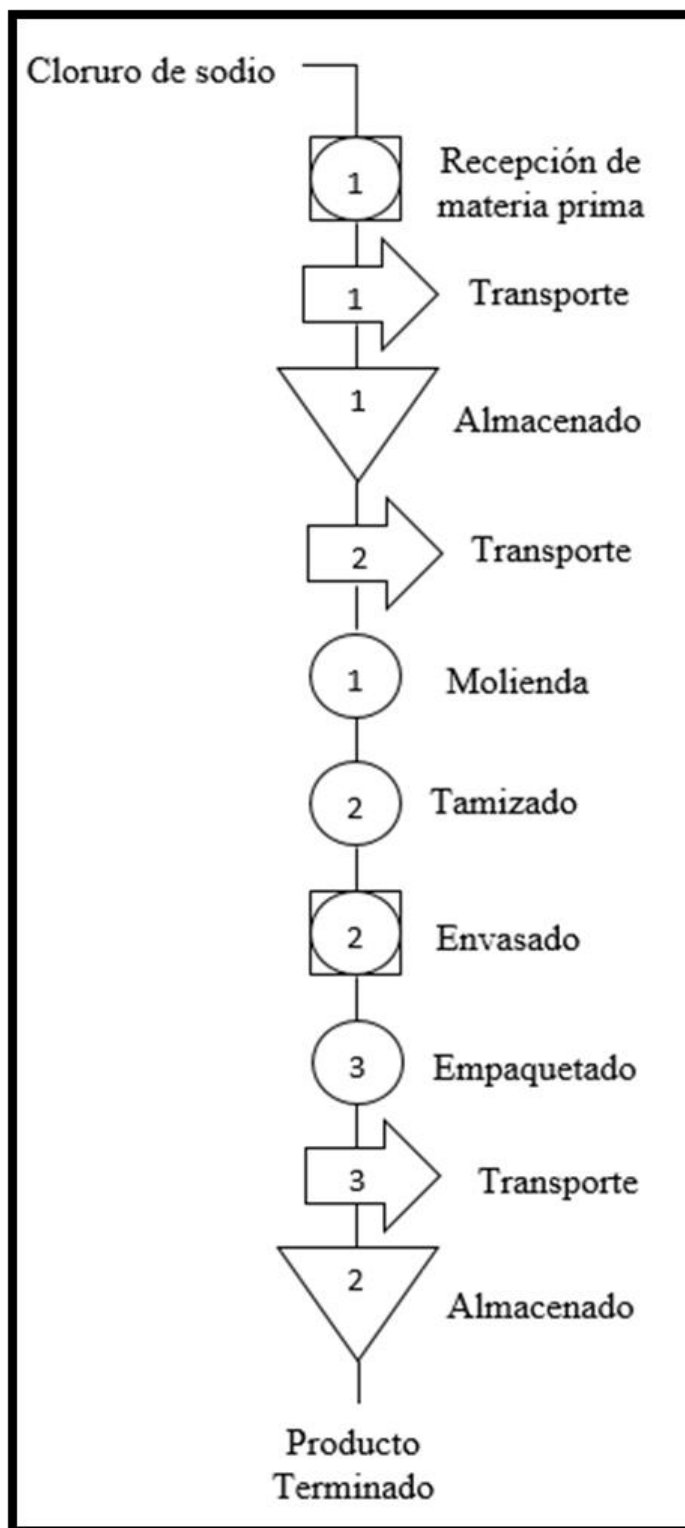 Cloruro de sodio
1
Recepción de
materia prima
1
Transporte
1
Almacenado
2
Transporte
1
Molienda
2
Tamizado
2
Envasado
3
Empaquetado
3
Transporte
2
Almacenado
Producto
Terminado